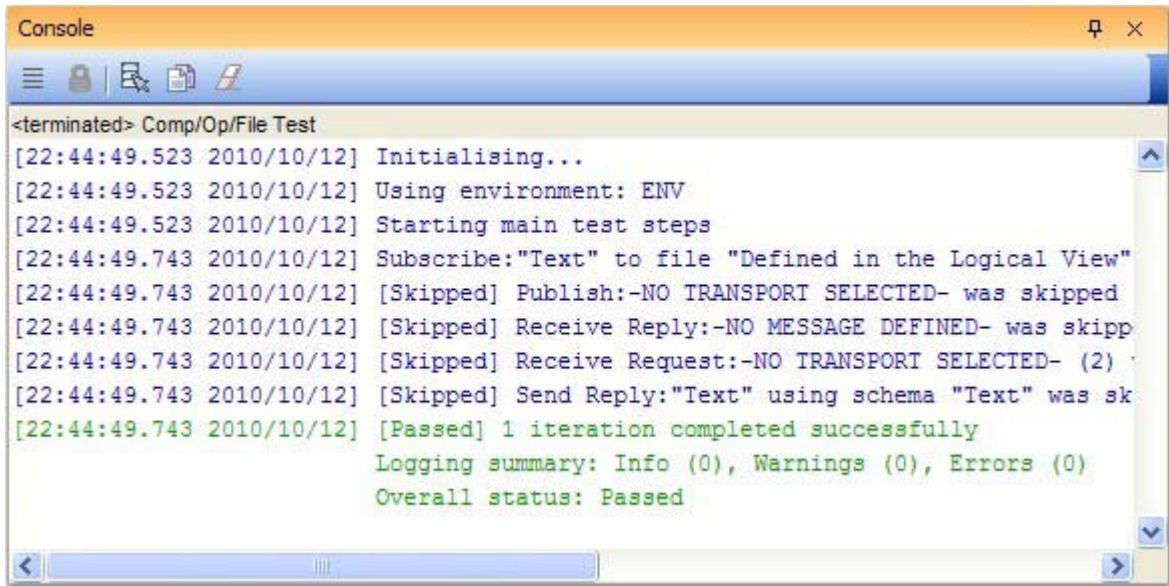 Console
<terminated> Comp/Op/File Test
[22:44:49.523 2010/10/12] Initialising...
[22:44:49.523 2010/10/12] Using environment: ENV
[22:44:49.523 2010/10/12] Starting main test steps
[22:44:49.743 2010/10/12] Subscribe:"Text" to file "Defined in the Logical View"
[22:44:49.743 2010/10/12] [Skipped] Publish:-NO TRANSPORT SELECTED- was skipped
[22:44:49.743 2010/10/12] [Skipped] Receive Reply:-NO MESSAGE DEFINED- was skipp
[22:44:49.743 2010/10/12] [Skipped] Receive Request:-NO TRANSPORT SELECTED- (2)
[22:44:49.743 2010/10/12] [Skipped] Send Reply:"Text" using schema "Text" was sk
[22:44:49.743 2010/10/12] [Passed] 1 iteration completed successfully
Logging summary: Info (0), Warnings (0), Errors (0)
Overall status: Passed